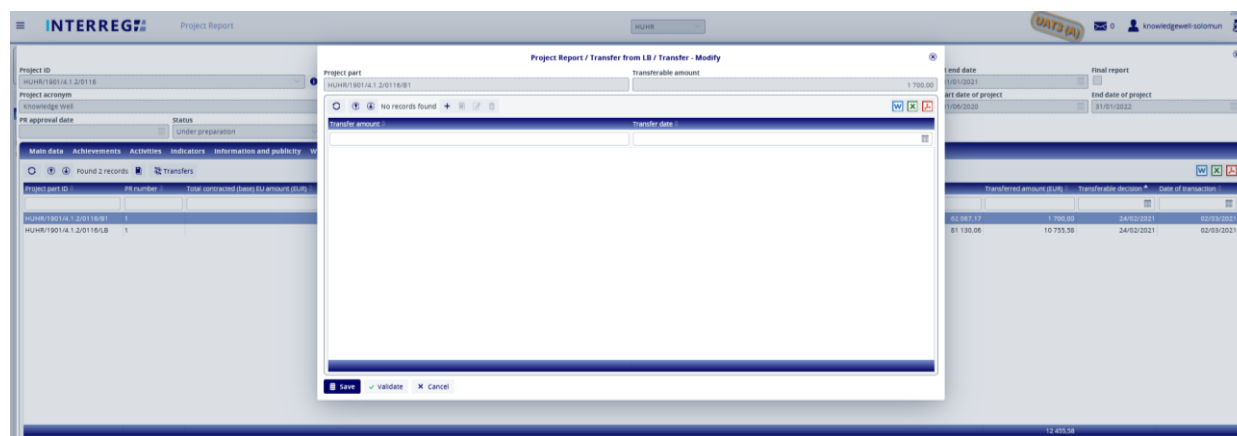 INTERREG
Project Report
HUHR
UAT3 (A)
0
knowledgewell-solomun
Project Report / Transfer from LB / Transfer - Modify
Project part
Transferable amount
HUHR/1901/4.1.2/0116/B1
1 700,00
No records found
Transfer amount
Transfer date
Save
Validate
Cancel
Project ID
HUHR/1901/4.1.2/0116
Project acronym
Knowledge Well
PR approval date
Status
Under preparation
end date
Final report
/01/2021
art date of project
End date of project
/06/2020
31/01/2022
Main data Achievements Activities Indicators Information and publicity W
Found 2 records
Transfers
Project part ID
PR number
Total contracted (base) EU amount (EUR)
Transferred amount (EUR)
Transferable decision
Date of transaction
HUHR/1901/4.1.2/0116/B1 1 62 067,17 1 700,00 24/02/2021 02/03/2021
HUHR/1901/4.1.2/0116/LB 1 81 130,06 10 755,58 24/02/2021 02/03/2021
12 455,58